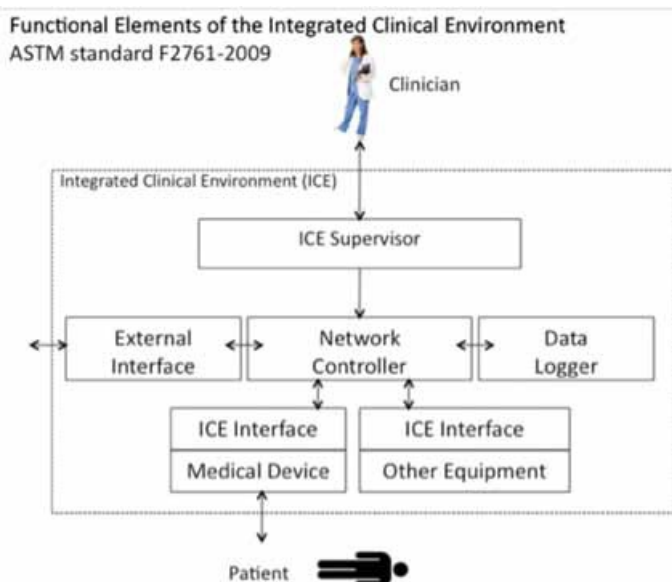 Functional Elements of the Integrated Clinical Environment
ASTM standard F2761-2009
Clinician
Integrated Clinical Environment (ICE)
ICE Supervisor
External
Interface
Network
Controller
Data
Logger
ICE Interface
Medical Device
ICE Interface
Other Equipment
Patient